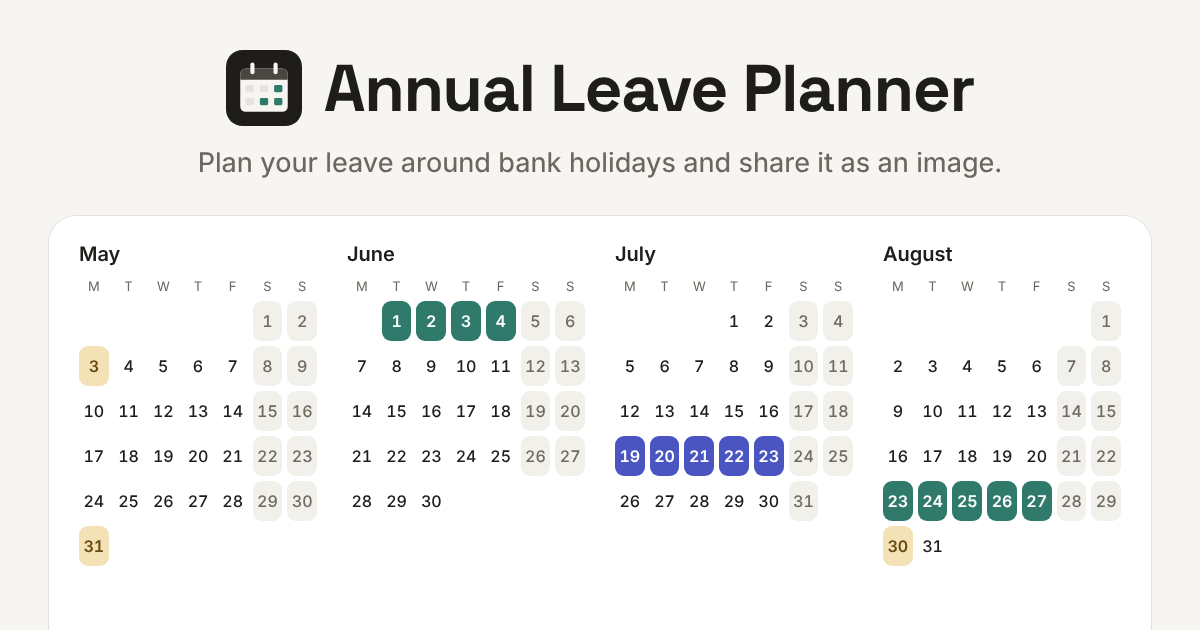 Annual Leave Planner
Plan your leave around bank holidays and share it as an image.
May
M T W T F S S
1 2
3 4 5 6 7 8 9
10 11 12 13 14 15 16
17 18 19 20 21 22 23
24 25 26 27 28 29 30
31
June
M T W T F S S
1 2 3 4 5 6
7 8 9 10 11 12 13
14 15 16 17 18 19 20
21 22 23 24 25 26 27
28 29 30
July
M T W T F S S
1 2 3 4
5 6 7 8 9 10 11
12 13 14 15 16 17 18
19 20 21 22 23 24 25
26 27 28 29 30 31
August
M T W T F S S
1
2 3 4 5 6 7 8
9 10 11 12 13 14 15
16 17 18 19 20 21 22
23 24 25 26 27 28 29
30 31